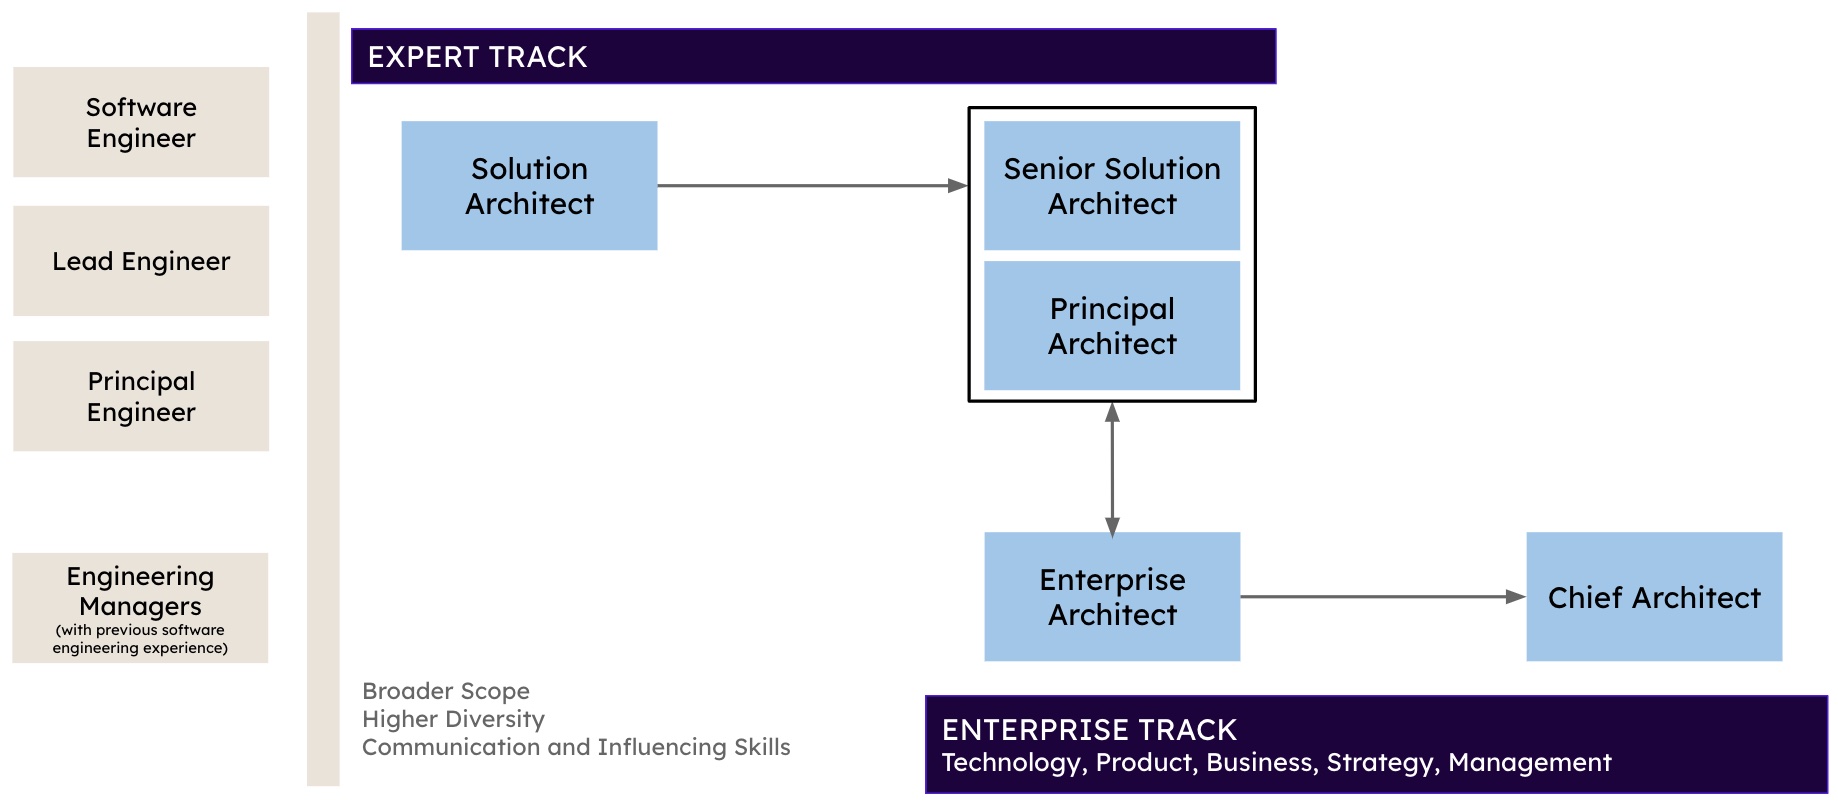 EXPERT TRACK
Software
Engineer
Lead Engineer
Principal
Engineer
Engineering
Managers
(with previous software
engineering experience)
Solution
Architect
Senior Solution
Architect
Principal
Architect
Enterprise
Architect
Chief Architect
Broader Scope
Higher Diversity
Communication and Influencing Skills
ENTERPRISE TRACK
Technology, Product, Business, Strategy, Management